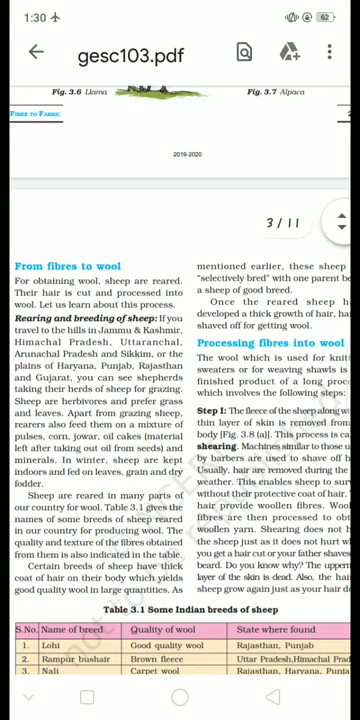 1:30
62
gesc103.pdf
Fig. 3.6 Llama
Fig. 3.7 Alpaca
FIBRE TO FABRIC
2
2019-2020
3 / 11
From fibres to wool
For obtaining wool, sheep are reared.
Their hair is cut and processed into
wool. Let us learn about this process.
Rearing and breeding of sheep: If you
travel to the hills in Jammu & Kashmir,
Himachal Pradesh, Uttaranchal,
Arunachal Pradesh and Sikkim, or the
plains of Haryana, Punjab, Rajasthan
and Gujarat, you can see shepherds
taking their herds of sheep for grazing.
Sheep are herbivores and prefer grass
and leaves. Apart from grazing sheep,
rearers also feed them on a mixture of
pulses, corn, jowar, oil cakes (material
left after taking out oil from seeds) and
minerals. In winter, sheep are kept
indoors and fed on leaves, grain and dry
fodder.
Sheep are reared in many parts of
our country for wool. Table 3.1 gives the
names of some breeds of sheep reared
in our country for producing wool. The
quality and texture of the fibres obtained
from them is also indicated in the table.
Certain breeds of sheep have thick
coat of hair on their body which yields
good quality wool in large quantities. As
mentioned earlier, these sheep
"selectively bred" with one parent be
a sheep of good breed.
Once the reared sheep h
developed a thick growth of hair, ha
shaved off for getting wool.
Processing fibres into wool
The wool which is used for knit
sweaters or for weaving shawls is
finished product of a long proc
which involves the following steps:
Step I: The fleece of the sheep along w
thin layer of skin is removed from
body [Fig. 3.8 (a)]. This process is ca
shearing. Machines similar to those u
by barbers are used to shave off h
Usually, hair are removed during the
weather. This enables sheep to sur
without their protective coat of hair.
hair provide woollen fibres. Wool
fibres are then processed to obt
woollen yarn. Shearing does not h
the sheep just as it does not hurt w
you get a hair cut or your father shaves
beard. Do you know why? The upperm
layer of the skin is dead. Also, the hai
sheep grow again just as your hair do
Table 3.1 Some Indian breeds of sheep
S.No. Name of breed Quality of wool State where found
1. Lohi Good quality wool Rajasthan, Punjab
2. Rampur bushair Brown fleece Uttar Pradesh, Himachal Prad
3. Nali Carpet wool Rajasthan, Haryana, Punja